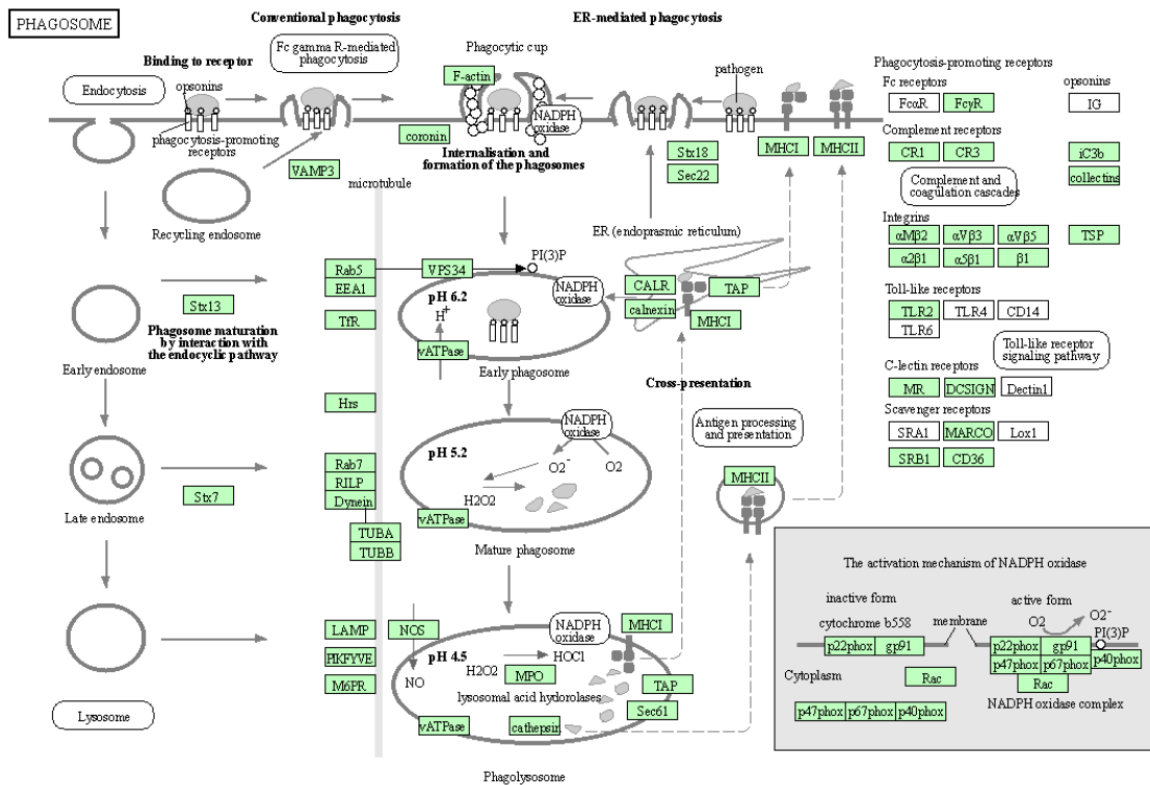 PHAGOSOME
Conventional phagocytosis
ER-mediated phagocytosis
Fc gamma R-mediated
phagocytosis
Phagocytic cup
Binding to receptor
Endocytosis
opsonins
F-actin
pathogen
NADPH
oxidase
phagocytosis-promoting
receptors
coronin
Internalisation and
formation of the phagosomes
VAMP3
microtubule
Stx18
Sec22
MHCI
MHCII
Recycling endosome
ER (endoprasmic reticulum)
PI(3)P
Rab5
EEA1
VPS34
NADPH
oxidase
CALR
calnexin
TAP
MHCI
Stx13
pH 6.2
H+
TfR
vATPase
Phagosome maturation
by interaction with
the endocyclic pathway
Early endosome
Early phagosome
Cross-presentation
Hrs
NADPH
oxidase
Antigen processing
and presentation
pH 5.2
O2-
O2
H2O2
Rab7
RILP
Dynein
Stx7
vATPase
MHCII
Late endosome
TUBA
TUBB
Mature phagosome
LAMP
NOS
NADPH
oxidase
MHCI
PIKFYVE
pH 4.5
H2O2
HOCl
MPO
M6PR
NO
lysosomal acid hydorolases
TAP
Sec61
Lysosome
vATPase
cathepsin
Phagolysosome
Phagocytosis-promoting receptors
Fc receptors
opsonins
FcαR
FcγR
IG
Complement receptors
CR1
CR3
iC3b
collectins
Complement and
coagulation cascades
Integrins
αMβ2
αVβ3
αVβ5
TSP
α2β1
α5β1
β1
Toll-like receptors
TLR2
TLR4
CD14
TLR6
Toll-like receptor
signaling pathway
C-lectin receptors
MR
DCSIGN
Dectin1
Scavenger receptors
SRA1
MARCO
Lox1
SRB1
CD36
The activation mechanism of NADPH oxidase
inactive form
active form
cytochrome b558
membrane
O2
O2-
PI(3)P
p22phox
gp91
p22phox
gp91
p47phox
p67phox
p40phox
Cytoplasm
Rac
Rac
NADPH oxidase complex
p47phox
p67phox
p40phox